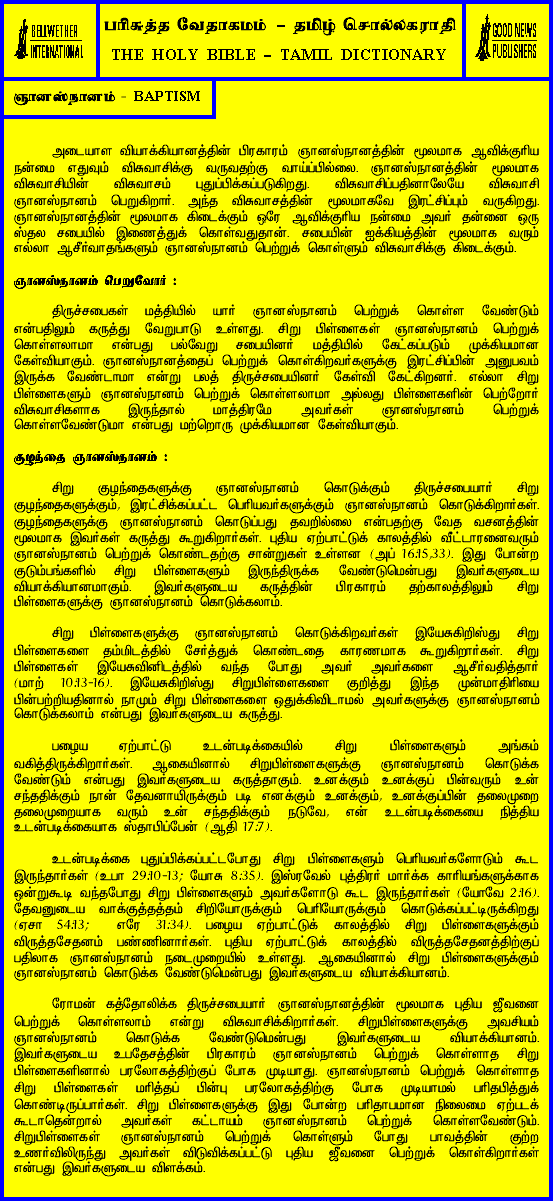 BELLWETHER
INTERNATIONAL
பரிசுத்த வேதாகமம் – தமிழ் சொல்லகராதி
THE HOLY BIBLE – TAMIL DICTIONARY
GOOD NEWS
PUBLISHERS
ஞானஸ்நானம் - BAPTISM
அடையாள வியாக்கியானத்தின் பிரகாரம் ஞானஸ்நானத்தின் மூலமாக ஆவிக்குரிய
நன்மை எதுவும் விசுவாசிக்கு வருவதற்கு வாய்ப்பில்லை. ஞானஸ்நானத்தின் மூலமாக
விசுவாசியின் விசுவாசம் புதுப்பிக்கப்படுகிறது. விசுவாசிப்பதினாலேயே விசுவாசி
ஞானஸ்நானம் பெறுகிறார். அந்த விசுவாசத்தின் மூலமாகவே இரட்சிப்பும் வருகிறது.
ஞானஸ்நானத்தின் மூலமாக கிடைக்கும் ஒரே ஆவிக்குரிய நன்மை அவர் தன்னை ஒரு
ஸ்தல சபையில் இணைத்துக் கொள்வதுதான். சபையின் ஐக்கியத்தின் மூலமாக வரும்
எல்லா ஆசீர்வாதங்களும் ஞானஸ்நானம் பெற்றுக் கொள்ளும் விசுவாசிக்கு கிடைக்கும்.
ஞானஸ்நானம் பெறுவோர் :
திருச்சபைகள் மத்தியில் யார் ஞானஸ்நானம் பெற்றுக் கொள்ள வேண்டும்
என்பதிலும் கருத்து வேறுபாடு உள்ளது. சிறு பிள்ளைகள் ஞானஸ்நானம் பெற்றுக்
கொள்ளலாமா என்பது பல்வேறு சபையினர் மத்தியில் கேட்கப்படும் முக்கியமான
கேள்வியாகும். ஞானஸ்நானத்தைப் பெற்றுக் கொள்கிறவர்களுக்கு இரட்சிப்பின் அனுபவம்
இருக்க வேண்டாமா என்று பலத் திருச்சபையினர் கேள்வி கேட்கிறனர். எல்லா சிறு
பிள்ளைகளும் ஞானஸ்நானம் பெற்றுக் கொள்ளலாமா அல்லது பிள்ளைகளின் பெற்றோர்
விசுவாசிகளாக இருந்தால் மாத்திரமே அவர்கள் ஞானஸ்நானம் பெற்றுக்
கொள்ளவேண்டுமா என்பது மற்றொரு முக்கியமான கேள்வியாகும்.
குழந்தை ஞானஸ்தானம் :
சிறு குழந்தைகளுக்கு ஞானஸ்நானம் கொடுக்கும் திருச்சபையார் சிறு
குழந்தைகளுக்கும், இரட்சிக்கப்பட்ட பெரியவர்களுக்கும் ஞானஸ்நானம் கொடுக்கிறார்கள்.
குழந்தைகளுக்கு ஞானஸ்நானம் கொடுப்பது தவறில்லை என்பதற்கு வேத வசனத்தின்
மூலமாக இவர்கள் கருத்து கூறுகிறார்கள். புதிய ஏற்பாட்டுக் காலத்தில் வீட்டாரனைவரும்
ஞானஸ்நானம் பெற்றுக் கொண்டதற்கு சான்றுகள் உள்ளன (அப் 16:15,33). இது போன்ற
குடும்பங்களில் சிறு பிள்ளைகளும் இருந்திருக்க வேண்டுமென்பது இவர்களுடைய
வியாக்கியானமாகும். இவர்களுடைய கருத்தின் பிரகாரம் தற்காலத்திலும் சிறு
பிள்ளைகளுக்கு ஞானஸ்நானம் கொடுக்கலாம்.
சிறு பிள்ளைகளுக்கு ஞானஸ்நானம் கொடுக்கிறவர்கள் இயேசுகிறிஸ்து சிறு
பிள்ளைகளை தம்மிடத்தில் சேர்த்துக் கொண்டதை காரணமாக கூறுகிறார்கள். சிறு
பிள்ளைகள் இயேசுவினிடத்தில் வந்த போது அவர் அவர்களை ஆசீர்வதித்தார்
(மாற் 10:13-16). இயேசுகிறிஸ்து சிறுபிள்ளைகளை குறித்து இந்த முன்மாதிரியை
பின்பற்றியதினால் நாமும் சிறு பிள்ளைகளை ஒதுக்கிவிடாமல் அவர்களுக்கு ஞானஸ்நானம்
கொடுக்கலாம் என்பது இவர்களுடைய கருத்து.
பழைய ஏற்பாட்டு உடன்படிக்கையில் சிறு பிள்ளைகளும் அங்கம்
வகித்திருக்கிறார்கள். ஆகையினால் சிறுபிள்ளைகளுக்கு ஞானஸ்நானம் கொடுக்க
வேண்டும் என்பது இவர்களுடைய கருத்தாகும். உனக்கும் உனக்குப் பின்வரும் உன்
சந்ததிக்கும் நான் தேவனாயிருக்கும் படி எனக்கும் உனக்கும், உனக்குப்பின் தலைமுறை
தலைமுறையாக வரும் உன் சந்ததிக்கும் நடுவே, என் உடன்படிக்கையை நித்திய
உடன்படிக்கையாக ஸ்தாபிப்பேன் (ஆதி 17:7).
உடன்படிக்கை புதுப்பிக்கப்பட்டபோது சிறு பிள்ளைகளும் பெரியவர்களோடும் கூட
இருந்தார்கள் (உபா 29:10-13; யோசு 8:35). இஸ்ரவேல் புத்திரர் மார்க்க காரியங்களுக்காக
ஒன்றுகூடி வந்தபோது சிறு பிள்ளைகளும் அவர்களோடு கூட இருந்தார்கள் (யோவே 2:16).
தேவனுடைய வாக்குத்தத்தம் சிறியோருக்கும் பெரியோருக்கும் கொடுக்கப்பட்டிருக்கிறது
(ஏசா 54:13; எரே 31:34). பழைய ஏற்பாட்டுக் காலத்தில் சிறு பிள்ளைகளுக்கும்
விருத்தசேதனம் பண்ணினார்கள். புதிய ஏற்பாட்டுக் காலத்தில் விருத்தசேதனத்திற்குப்
பதிலாக ஞானஸ்நானம் நடைமுறையில் உள்ளது. ஆகையினால் சிறு பிள்ளைகளுக்கும்
ஞானஸ்நானம் கொடுக்க வேண்டுமென்பது இவர்களுடைய வியாக்கியானம்.
ரோமன் கத்தோலிக்க திருச்சபையார் ஞானஸ்நானத்தின் மூலமாக புதிய ஜீவனை
பெற்றுக் கொள்ளலாம் என்று விசுவாசிக்கிறார்கள். சிறுபிள்ளைகளுக்கு அவசியம்
ஞானஸ்நானம் கொடுக்க வேண்டுமென்பது இவர்களுடைய வியாக்கியானம்.
இவர்களுடைய உபதேசத்தின் பிரகாரம் ஞானஸ்நானம் பெற்றுக் கொள்ளாத சிறு
பிள்ளைகளினால் பரலோகத்திற்குப் போக முடியாது. ஞானஸ்நானம் பெற்றுக் கொள்ளாத
சிறு பிள்ளைகள் மரித்தப் பின்பு பரலோகத்திற்கு போக முடியாமல் பரிதபித்துக்
கொண்டிருப்பார்கள். சிறு பிள்ளைகளுக்கு இது போன்ற பரிதாபமான நிலைமை ஏற்படக்
கூடாதென்றால் அவர்கள் கட்டாயம் ஞானஸ்நானம் பெற்றுக் கொள்ளவேண்டும்.
சிறுபிள்ளைகள் ஞானஸ்நானம் பெற்றுக் கொள்ளும் போது பாவத்தின் குற்ற
உணர்விலிருந்து அவர்கள் விடுவிக்கப்பட்டு புதிய ஜீவனை பெற்றுக் கொள்கிறார்கள்
என்பது இவர்களுடைய விளக்கம்.